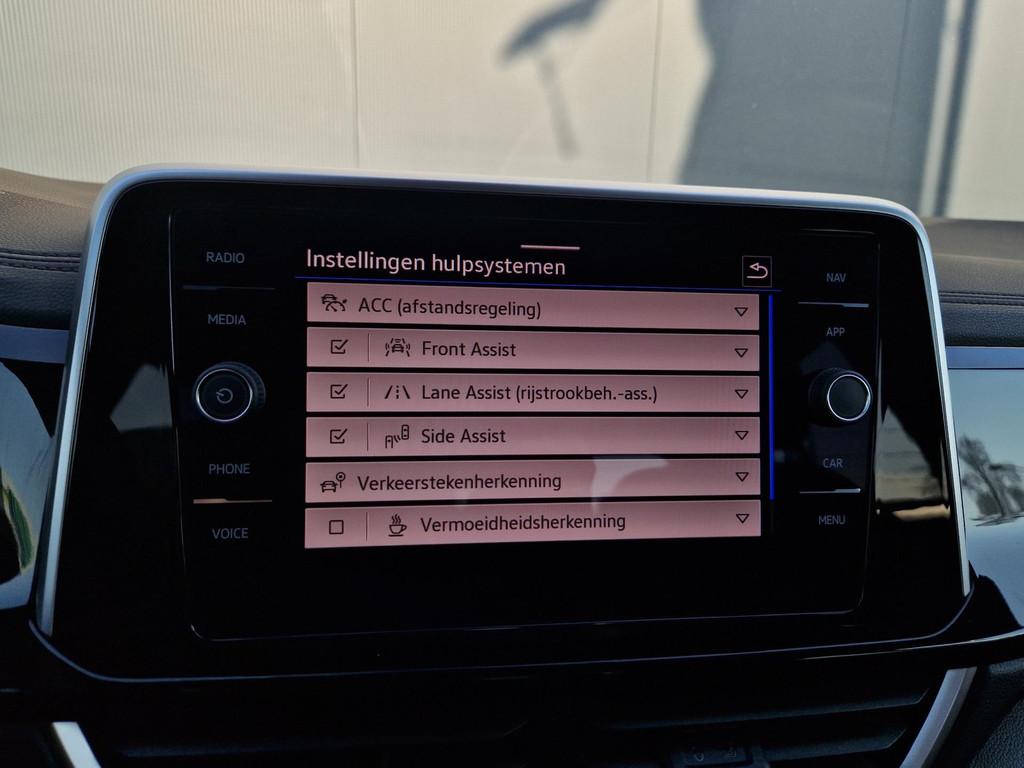 RADIO
MEDIA
PHONE
VOICE
Instellingen hulpsystemen
ACC (afstandsregeling)
Front Assist
Lane Assist (rijstrookbeh.-ass.)
Side Assist
Verkeerstekenherkenning
Vermoeidheidsherkenning
NAV
APP
CAR
MENU